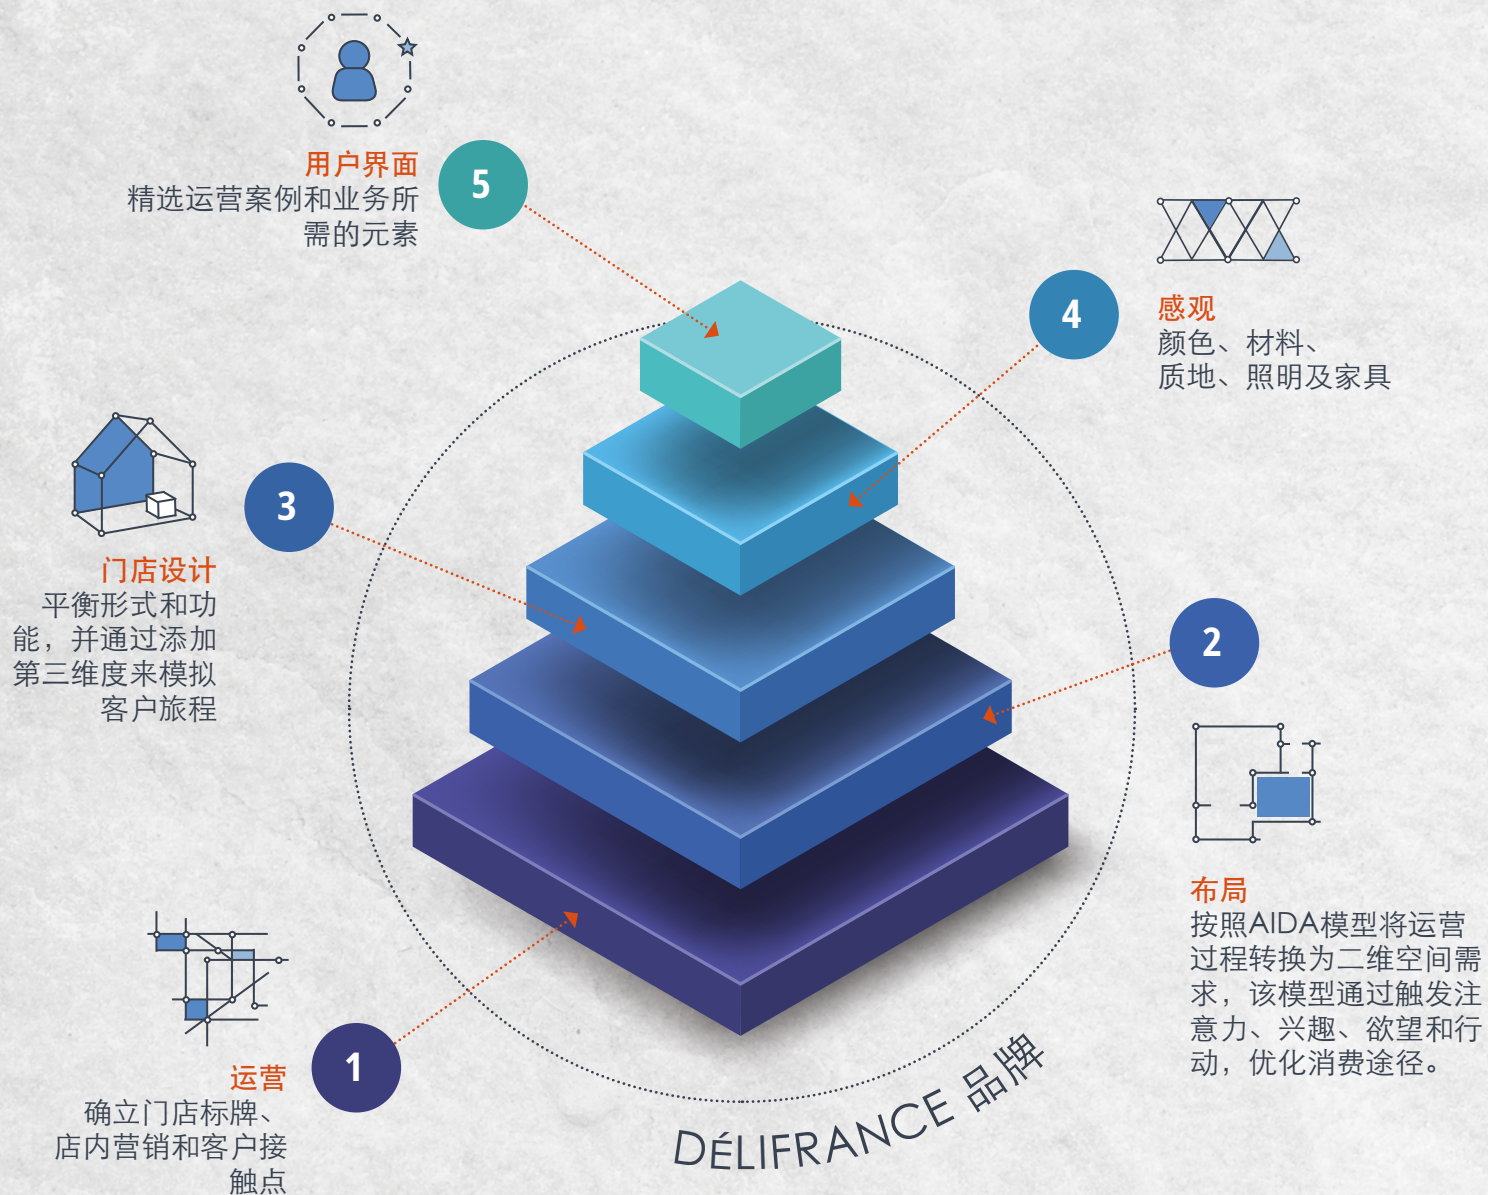 5
用户界面
精选运营案例和业务所
需的元素
4
感观
颜色、材料、
质地、照明及家具
3
门店设计
平衡形式和功
能，并通过添加
第三维度来模拟
客户旅程
2
布局
按照AIDA模型将运营
过程转换为二维空间需
求，该模型通过触发注
意力、兴趣、欲望和行
动，优化消费途径。
1
运营
确立门店标牌、
店内营销和客户接
触点
DÉLIFRANCE 品牌